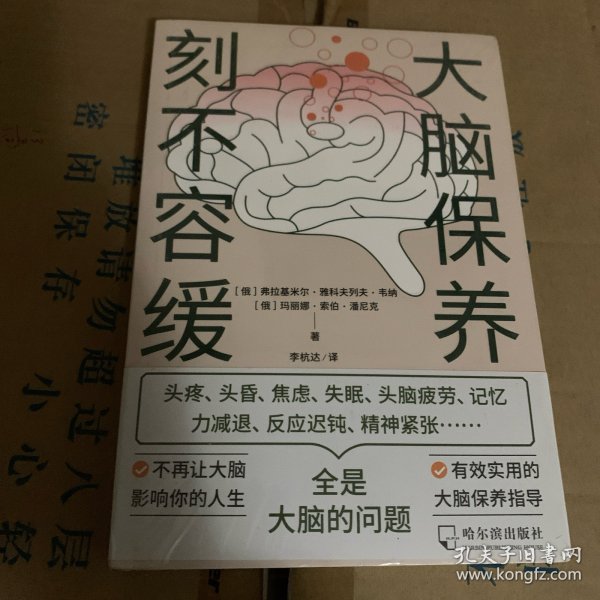 大脑保养
刻不容缓
[俄]弗拉基米尔·雅科夫列夫·韦纳
[俄]玛丽娜·索伯·潘尼克
著
李杭达/译
头疼、头昏、焦虑、失眠、头脑疲劳、记忆
力减退、反应迟钝、精神紧张……
不再让大脑
影响你的人生
全是
大脑的问题
有效实用的
大脑保养指导
哈尔滨出版社
密闭保存
堆放请勿超过八层
小心轻
孔夫子旧书网
www.kongfz.com